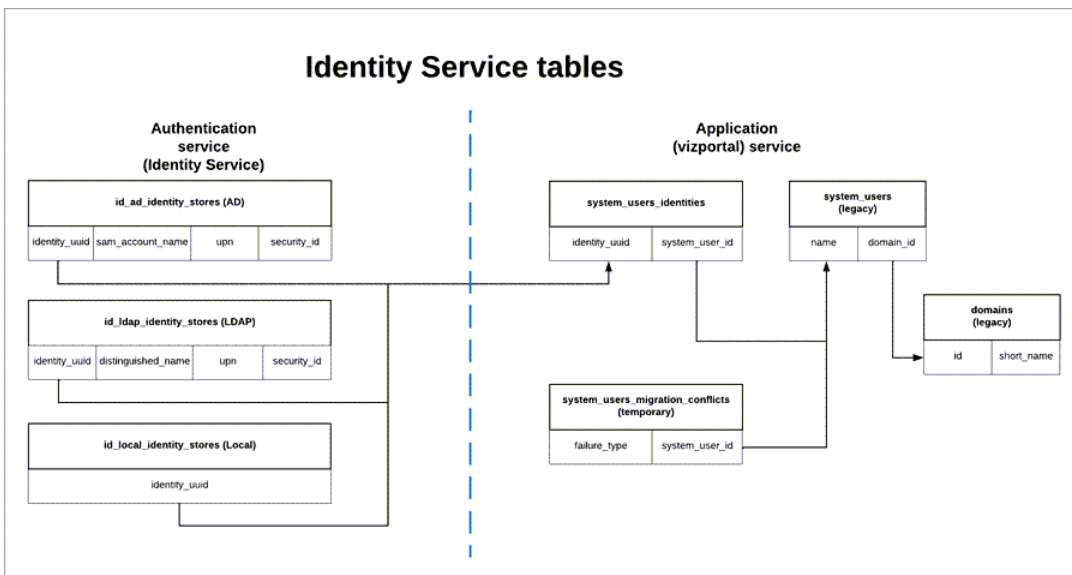 Identity Service tables
Authentication
service
(Identity Service)
id_ad_identity_stores (AD)
identity_uuid sam_account_name upn security_id
id_ldap_identity_stores (LDAP)
identity_uuid distinguished_name upn security_id
id_local_identity_stores (Local)
identity_uuid
Application
(vizportal) service
system_users_identities
identity_uuid system_user_id
system_users
(legacy)
name domain_id
domains
(legacy)
id short_name
system_users_migration_conflicts
(temporary)
failure_type system_user_id